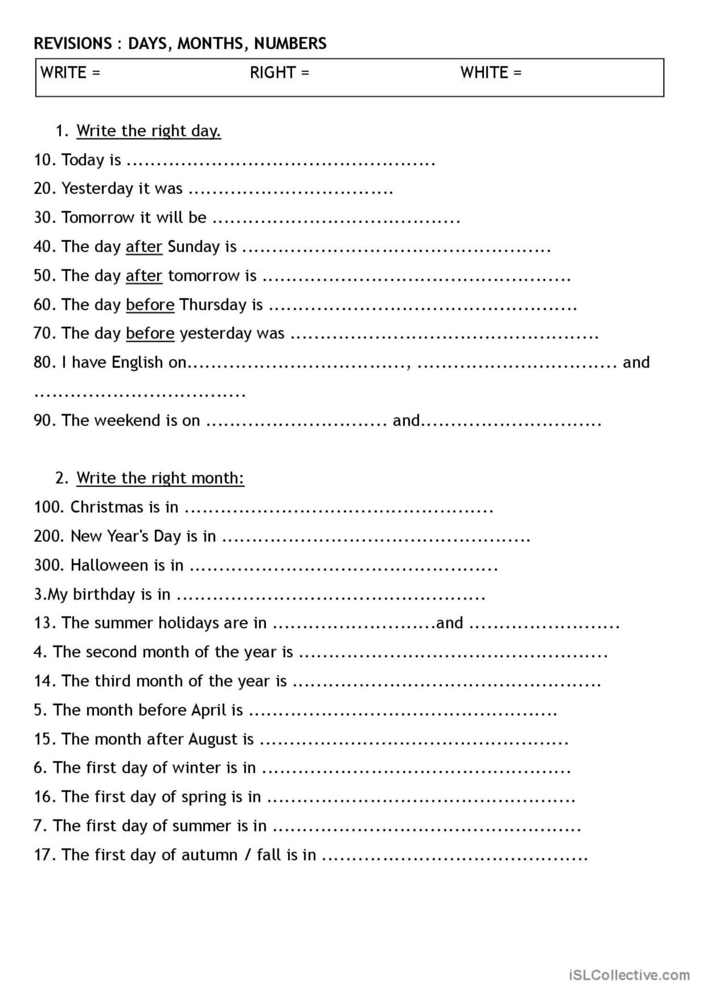 REVISIONS : DAYS, MONTHS, NUMBERS
WRITE = RIGHT = WHITE =
1. Write the right day.
10. Today is ...................................................
20. Yesterday it was ..................................
30. Tomorrow it will be .........................................
40. The day after Sunday is ...................................................
50. The day after tomorrow is ...................................................
60. The day before Thursday is ...................................................
70. The day before yesterday was ...................................................
80. I have English on...................................., ................................. and
...................................
90. The weekend is on .............................. and..............................
2. Write the right month:
100. Christmas is in ...................................................
200. New Year's Day is in ...................................................
300. Halloween is in ...................................................
3.My birthday is in ...................................................
13. The summer holidays are in ...........................and .........................
4. The second month of the year is ...................................................
14. The third month of the year is ...................................................
5. The month before April is ...................................................
15. The month after August is ...................................................
6. The first day of winter is in ...................................................
16. The first day of spring is in ...................................................
7. The first day of summer is in ...................................................
17. The first day of autumn / fall is in ............................................
iSLCollective.com